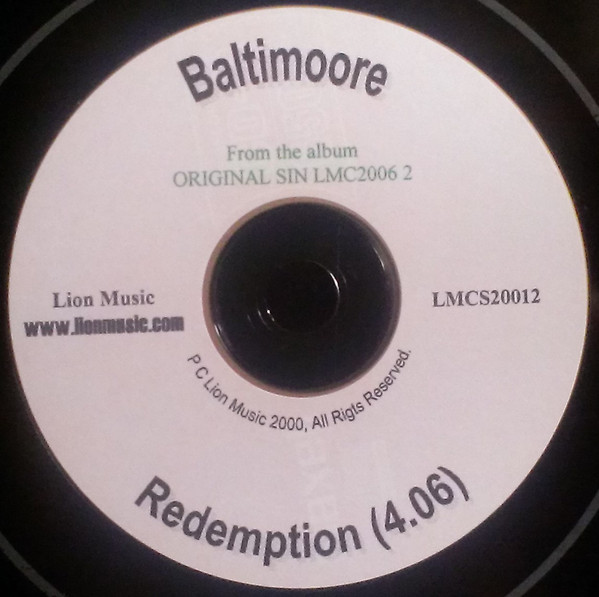 Baltimoore
From the album
ORIGINAL SIN LMC2006 2
Lion Music
www.lionmusic.com
LMCS20012
P C Lion Music 2000, All Rigts Reserved.
Redemption (4.06)